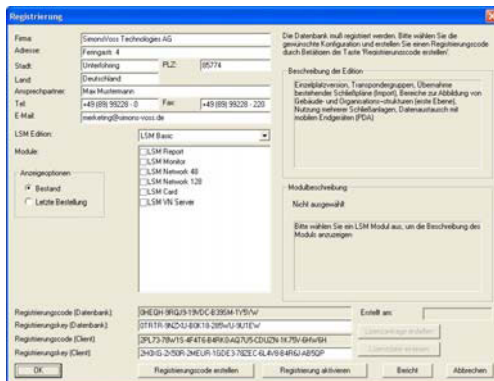 Registrierung
Firma: SimonsVoss Technologies AG
Adresse: Feringastr. 4
Stadt: Unterföhring PLZ: 85774
Land Deutschland
Ansprechpartner: Max Mustermann
Tel: +49 (89) 99228 - 0 Fax: +49 (89) 99228 - 220
E-Mail: marketing@simons-voss.de
LSM Edition: LSM Basic
Module:
LSM Report
LSM Monitor
LSM Network 48
LSM Network 128
LSM Card
LSM VN Server
Anzeigeoptionen
Bestand
Letzte Bestellung
Die Datenbank muß registriert werden. Bitte wählen Sie die
gewünschte Konfiguration und erstellen Sie einen Registrierungscode
durch Betätigen der Taste 'Registrierungscode erstellen'.
Beschreibung der Edition
Einzelplatzversion, Transpondergruppen, Übernahme
bestehender Schließpläne (Import), Bereiche zur Abbildung von
Gebäude- und Organisations-strukturen (erste Ebene),
Nutzung mehrerer Schließanlagen, Datenaustausch mit
mobilen Endgeräten (PDA)
Modulbeschreibung
Nicht ausgewählt
Bitte wählen Sie ein LSM Modul aus, um die Beschreibung des
Moduls anzuzeigen
Registrierungscode (Datenbank):
Erstellt am:
Registrierungskey (Datenbank):
Registrierungscode (Client):
Registrierungskey (Client):
Lizenzanfrage erstellen
OK Registrierungscode erstellen Registrierung aktivieren Bericht Abbrechen